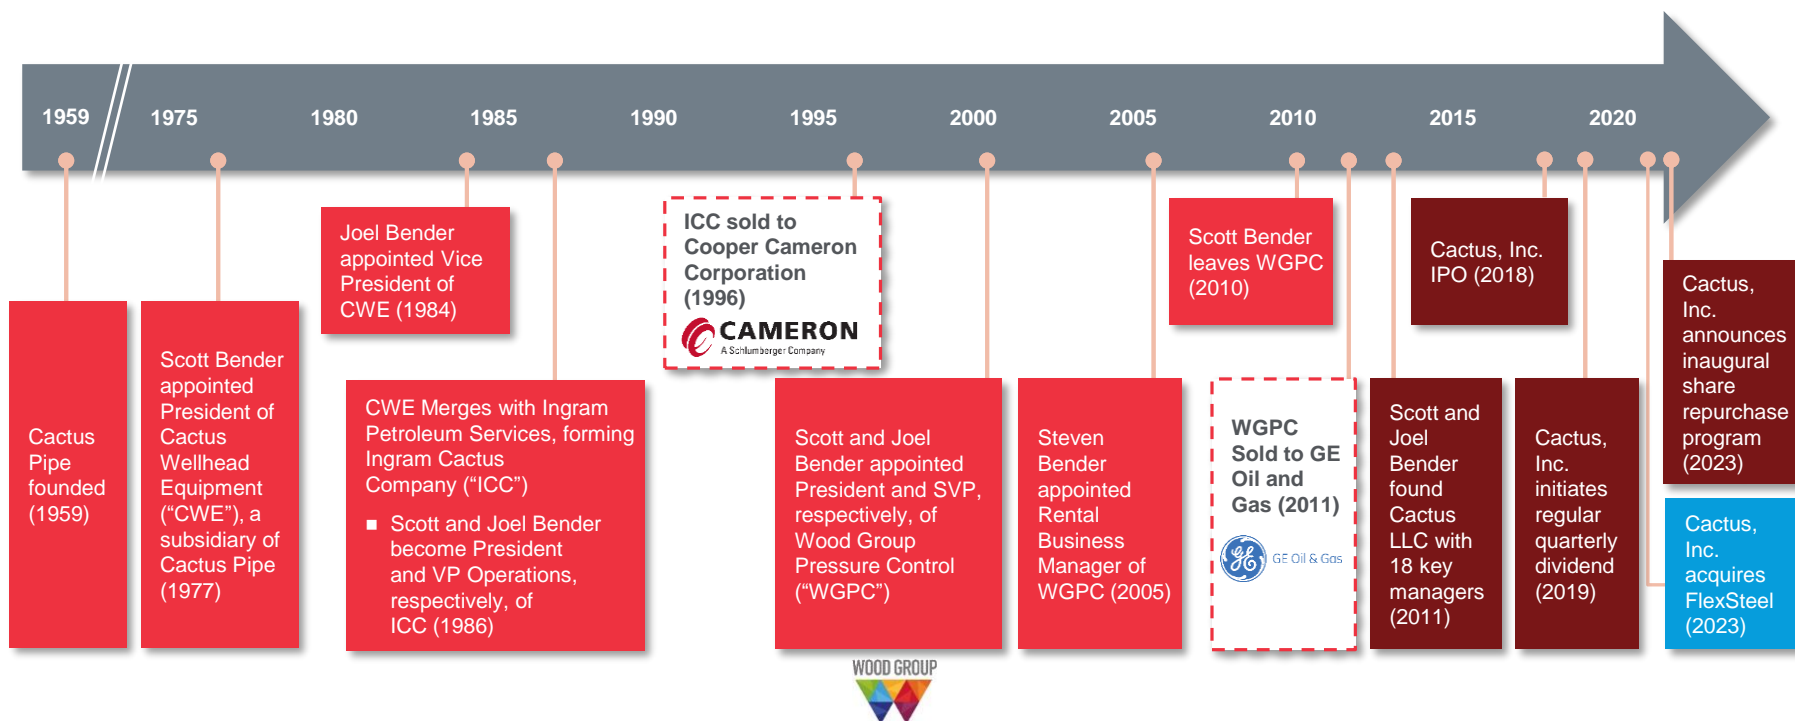 1959
1975
1980
1985
1990
1995
2000
2005
2010
2015
2020
Cactus
Pipe
founded
(1959)
Scott Bender
appointed
President of
Cactus
Wellhead
Equipment
(“CWE”), a
subsidiary of
Cactus Pipe
(1977)
Joel Bender
appointed Vice
President of
CWE (1984)
CWE Merges with Ingram
Petroleum Services, forming
Ingram Cactus
Company (“ICC”)
■ Scott and Joel Bender
become President
and VP Operations,
respectively, of
ICC (1986)
ICC sold to
Cooper Cameron
Corporation
(1996)
CAMERON
A Schlumberger Company
Scott and Joel
Bender appointed
President and SVP,
respectively, of
Wood Group
Pressure Control
(“WGPC”)
WOOD GROUP
Steven
Bender
appointed
Rental
Business
Manager of
WGPC (2005)
Scott Bender
leaves WGPC
(2010)
WGPC
Sold to GE
Oil and
Gas (2011)
GE Oil & Gas
Scott and
Joel
Bender
found
Cactus
LLC with
18 key
managers
(2011)
Cactus, Inc.
IPO (2018)
Cactus,
Inc.
initiates
regular
quarterly
dividend
(2019)
Cactus,
Inc.
announces
inaugural
share
repurchase
program
(2023)
Cactus,
Inc.
acquires
FlexSteel
(2023)